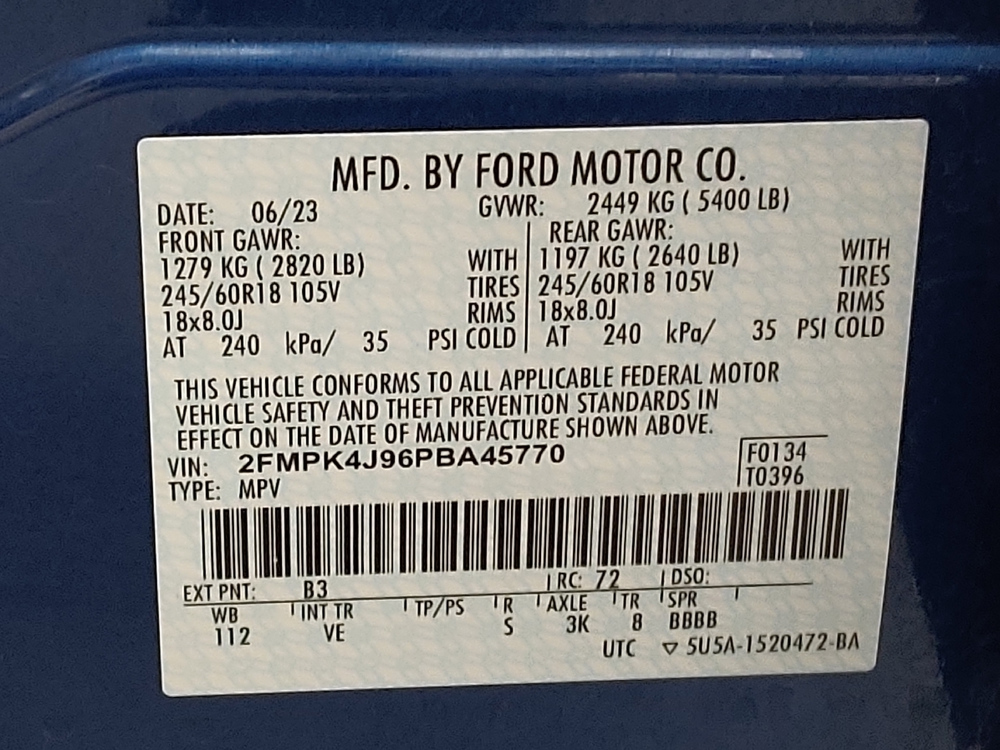 MFD. BY FORD MOTOR CO.
DATE: 06/23 GVWR: 2449 KG ( 5400 LB)
FRONT GAWR: REAR GAWR:
1279 KG ( 2820 LB) WITH 1197 KG ( 2640 LB) WITH
245/60R18 105V TIRES 245/60R18 105V TIRES
18x8.0J RIMS 18x8.0J RIMS
AT 240 kPa/ 35 PSI COLD AT 240 kPa/ 35 PSI COLD
THIS VEHICLE CONFORMS TO ALL APPLICABLE FEDERAL MOTOR
VEHICLE SAFETY AND THEFT PREVENTION STANDARDS IN
EFFECT ON THE DATE OF MANUFACTURE SHOWN ABOVE.
VIN: 2FMPK4J96PBA45770 F0134
TYPE: MPV T0396
EXT PNT: B3 RC: 72 DSO:
WB INT TR TP/PS R AXLE TR SPR
112 VE S 3K 8 BBBB
UTC ▽ 5U5A-1520472-BA